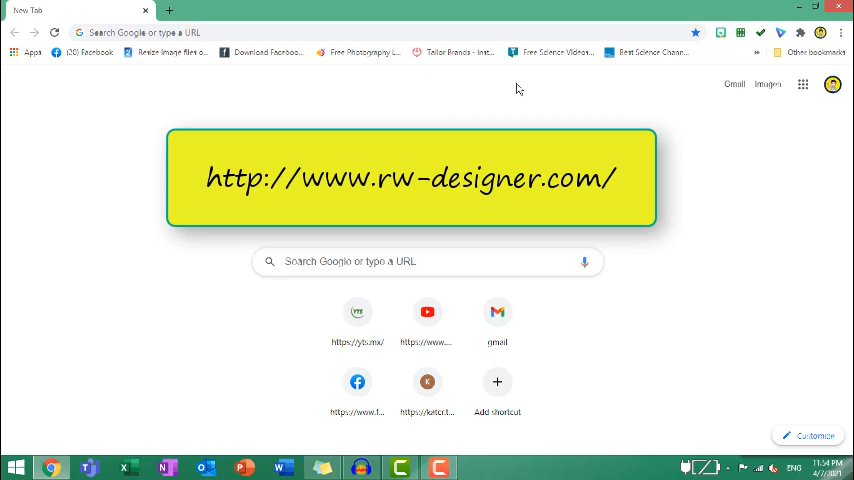 New Tab
Search Google or type a URL
Apps
(20) Facebook
Resize image files o...
Download Faceboo...
Free Photography L...
Tailor Brands - Inst...
Free Science Videos...
Best Science Chann...
»
Other bookmarks
Gmail
Images
http://www.rw-designer.com/
Search Google or type a URL
YTS
https://yts.mx/
https://www....
gmail
K
https://www.f...
https://katcr.t...
Add shortcut
Customize
ENG
11:54 PM
4/7/2021